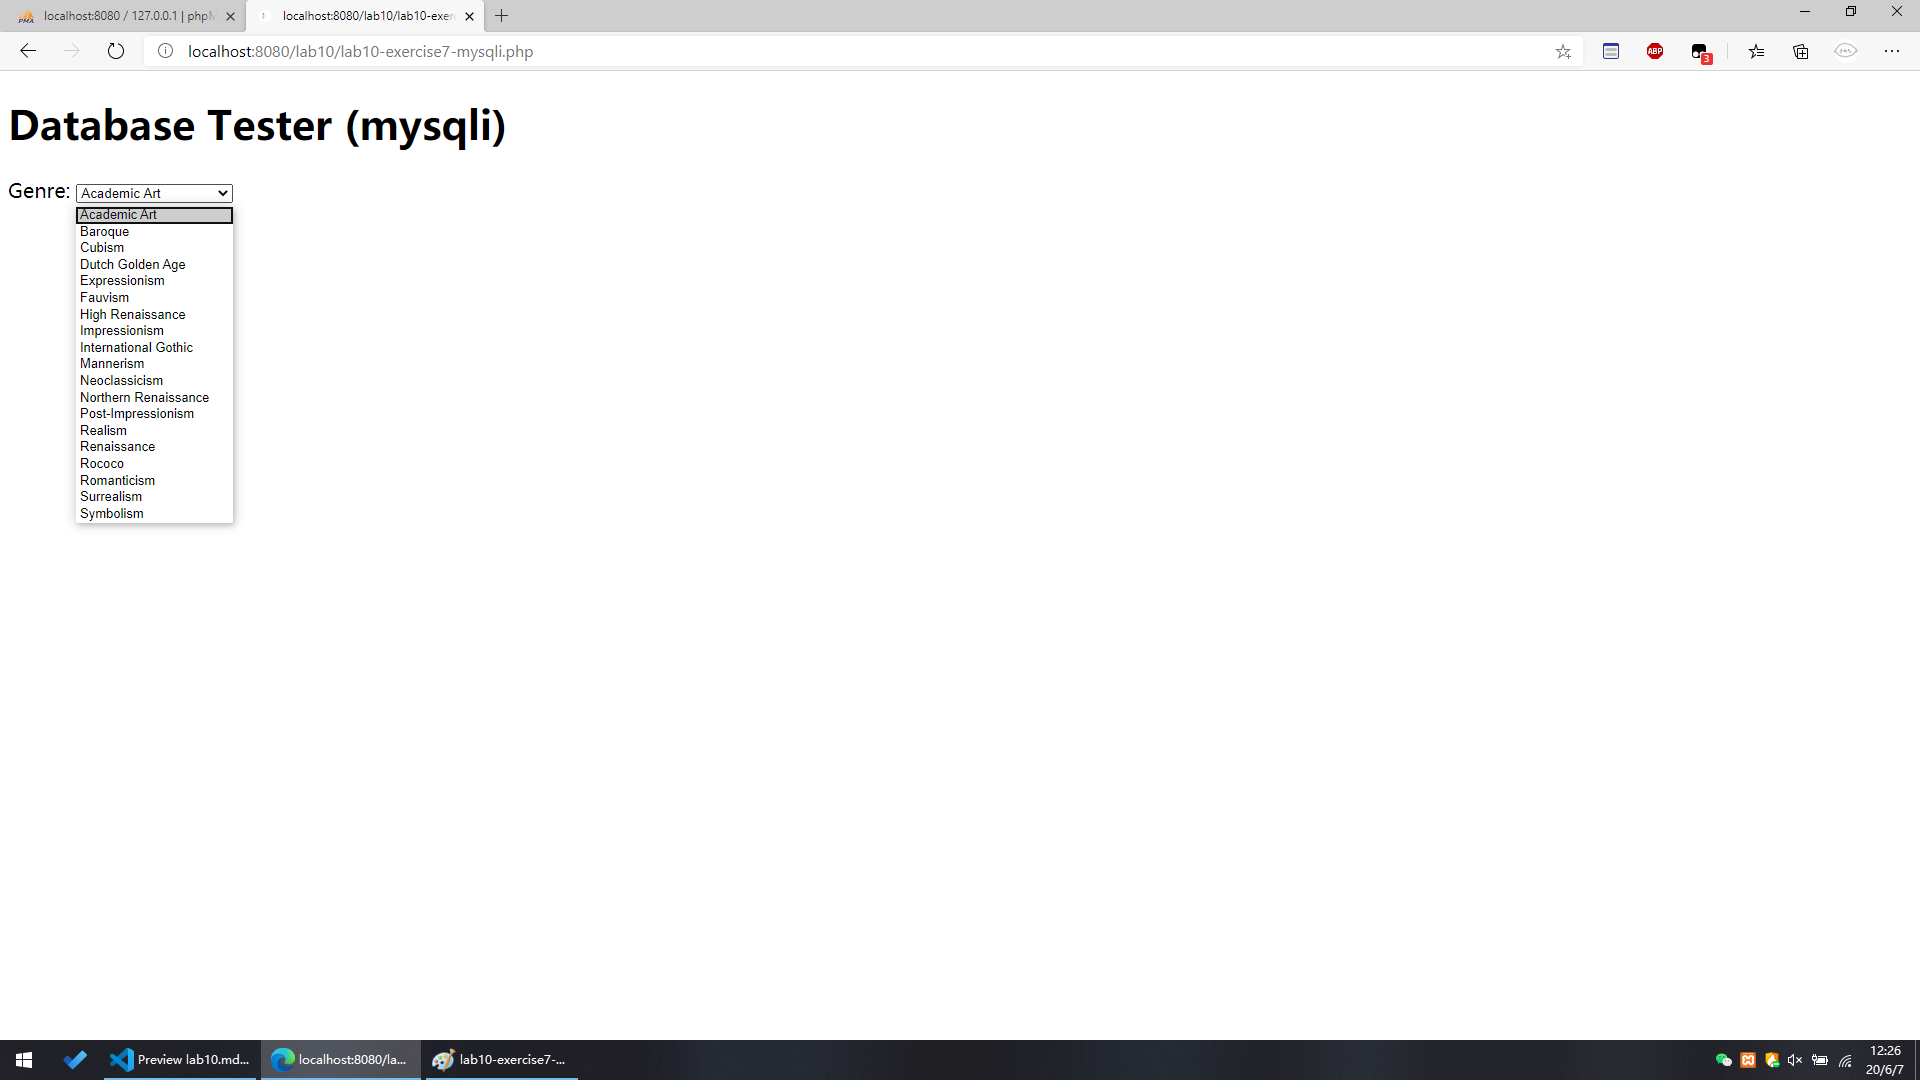 localhost:8080 / 127.0.0.1 | phpM
localhost:8080/lab10/lab10-exer
localhost:8080/lab10/lab10-exercise7-mysqli.php
ABP
3
Database Tester (mysqli)
Genre: Academic Art
Academic Art
Baroque
Cubism
Dutch Golden Age
Expressionism
Fauvism
High Renaissance
Impressionism
International Gothic
Mannerism
Neoclassicism
Northern Renaissance
Post-Impressionism
Realism
Renaissance
Rococo
Romanticism
Surrealism
Symbolism
Preview lab10.md...
localhost:8080/la...
lab10-exercise7-...
12:26
20/6/7